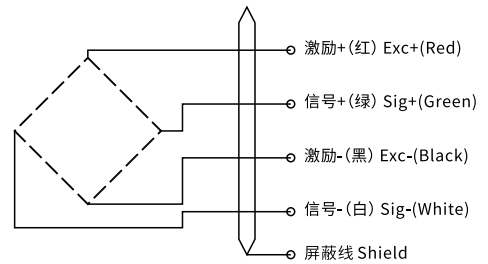 激励+(红) Exc+(Red)
信号+(绿) Sig+(Green)
激励-(黑) Exc-(Black)
信号-(白) Sig-(White)
屏蔽线 Shield